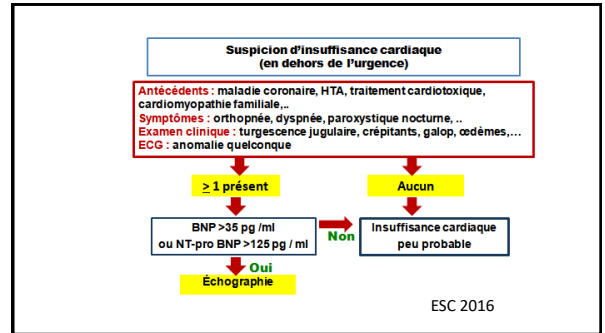 Suspicion d'insuffisance cardiaque
(en dehors de l'urgence)
Antécédents : maladie coronaire, HTA, traitement cardiotoxique,
cardiomyopathie familiale,..
Symptômes : orthopnée, dyspnée, paroxystique nocturne, ..
Examen clinique : turgescence jugulaire, crépitants, galop, œdèmes,...
ECG : anomalie quelconque
≥ 1 présent
Aucun
BNP >35 pg /ml
ou NT-pro BNP >125 pg / ml
Non
Insuffisance cardiaque
peu probable
Oui
Échographie
ESC 2016